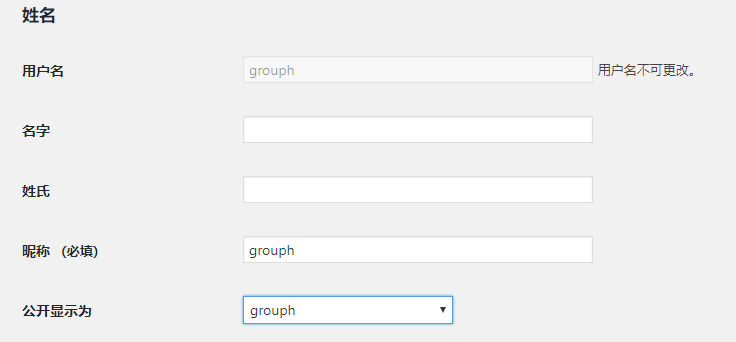 姓名
用户名 grouph 用户名不可更改。
名字
姓氏
昵称 （必填） grouph
公开显示为 grouph